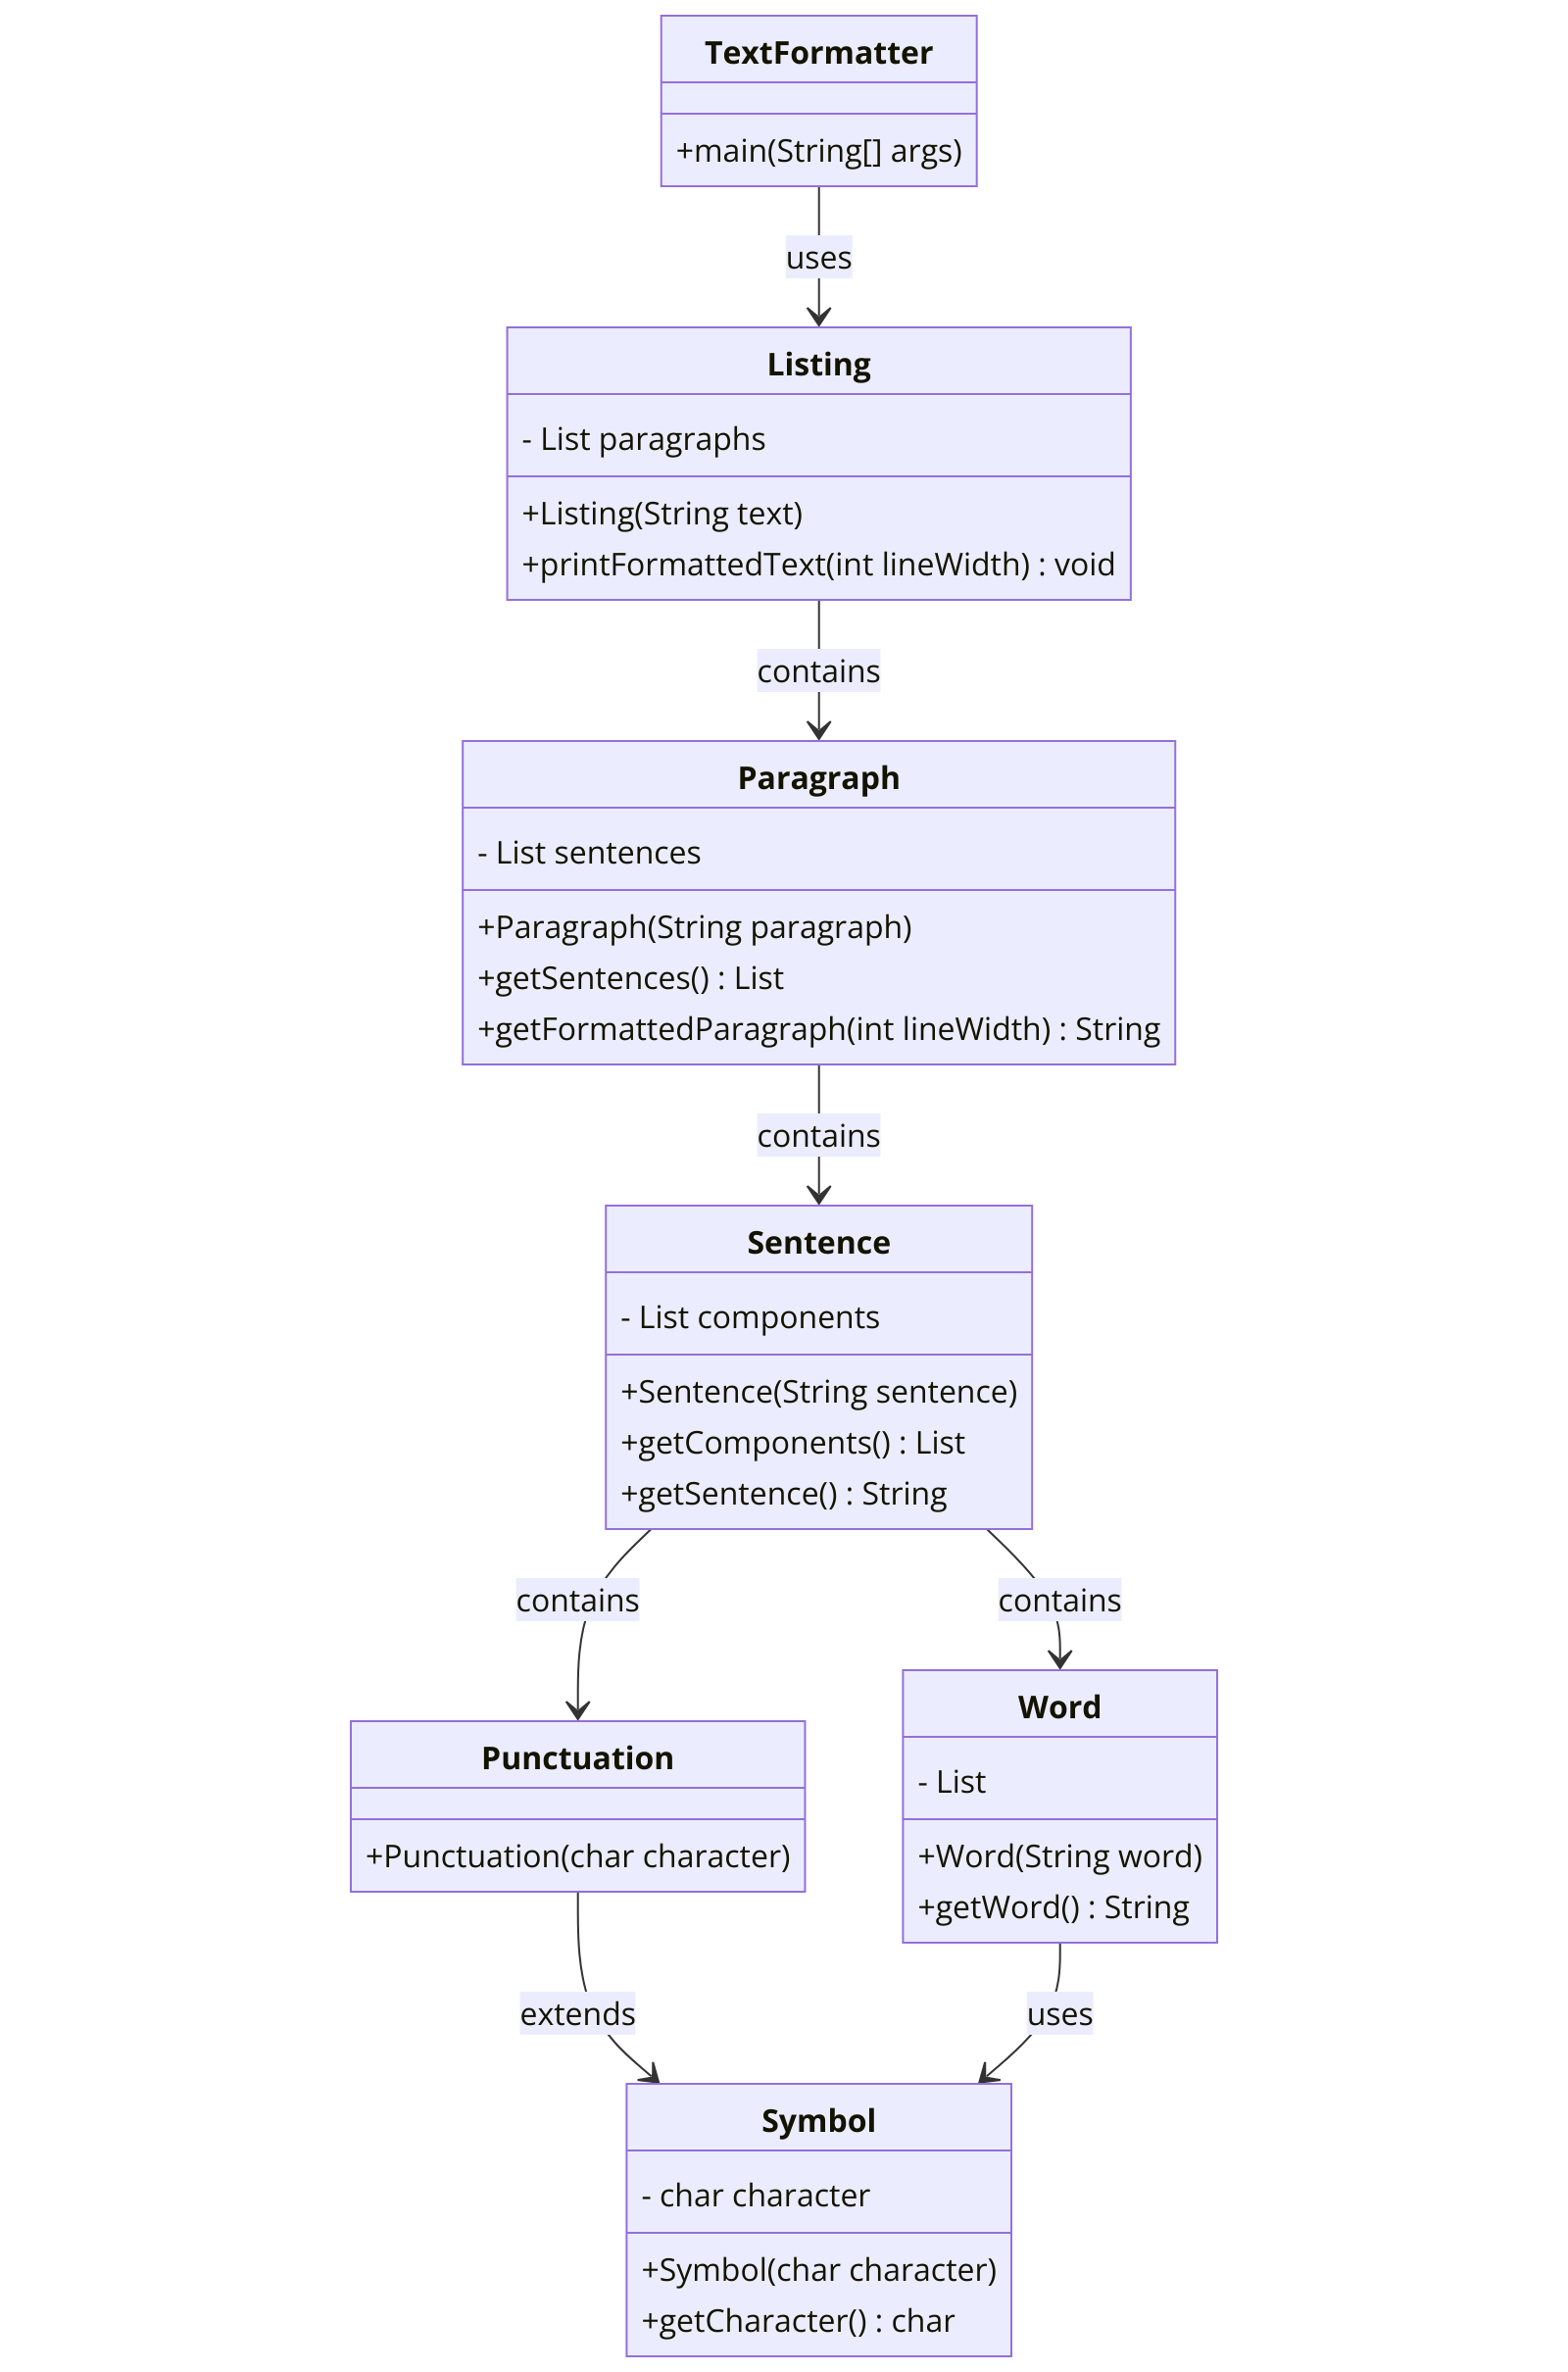 TextFormatter
+main(String[] args)
uses
Listing
- List paragraphs
+Listing(String text)
+printFormattedText(int lineWidth) : void
contains
Paragraph
- List sentences
+Paragraph(String paragraph)
+getSentences() : List
+getFormattedParagraph(int lineWidth) : String
contains
Sentence
- List components
+Sentence(String sentence)
+getComponents() : List
+getSentence() : String
contains
contains
Punctuation
+Punctuation(char character)
Word
- List
+Word(String word)
+getWord() : String
extends
uses
Symbol
- char character
+Symbol(char character)
+getCharacter() : char